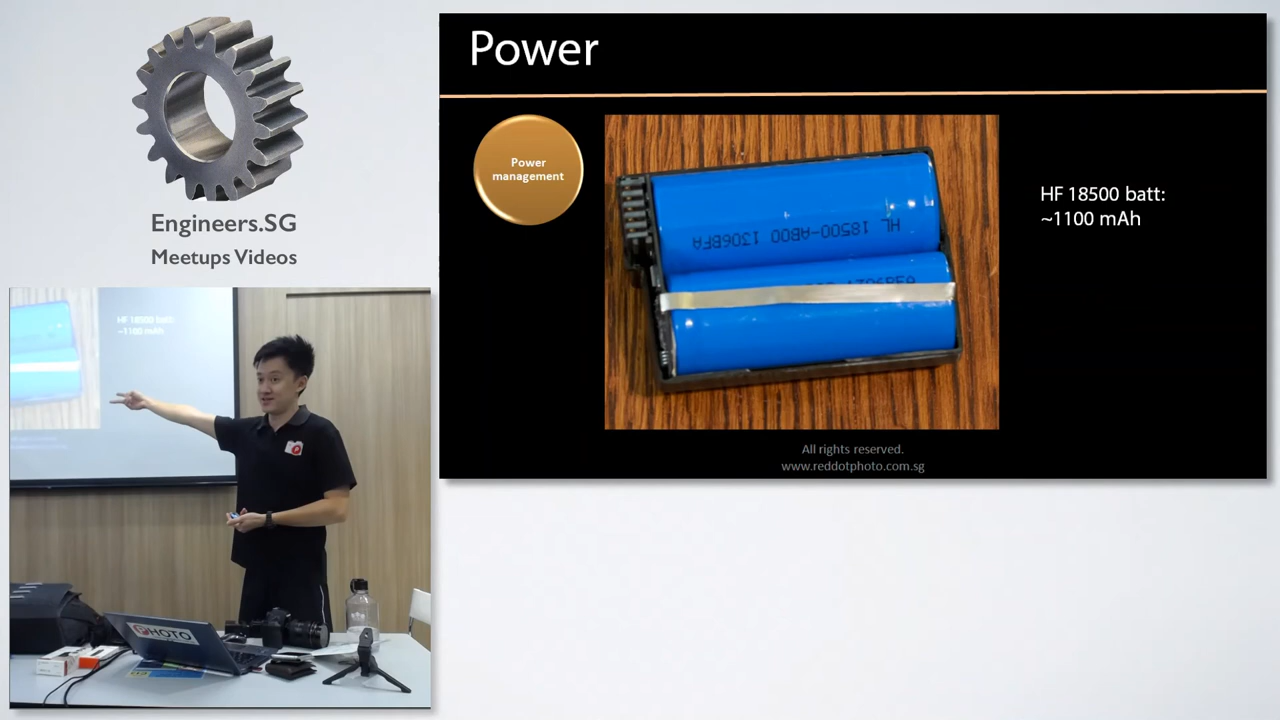 Engineers.SG
Meetups Videos
HF 18500 batt:
~1100 mAh
PHOTO
Power
Power
management
HL 18500-AB00 1306BFA
HF 18500 batt:
~1100 mAh
All rights reserved.
www.reddotphoto.com.sg